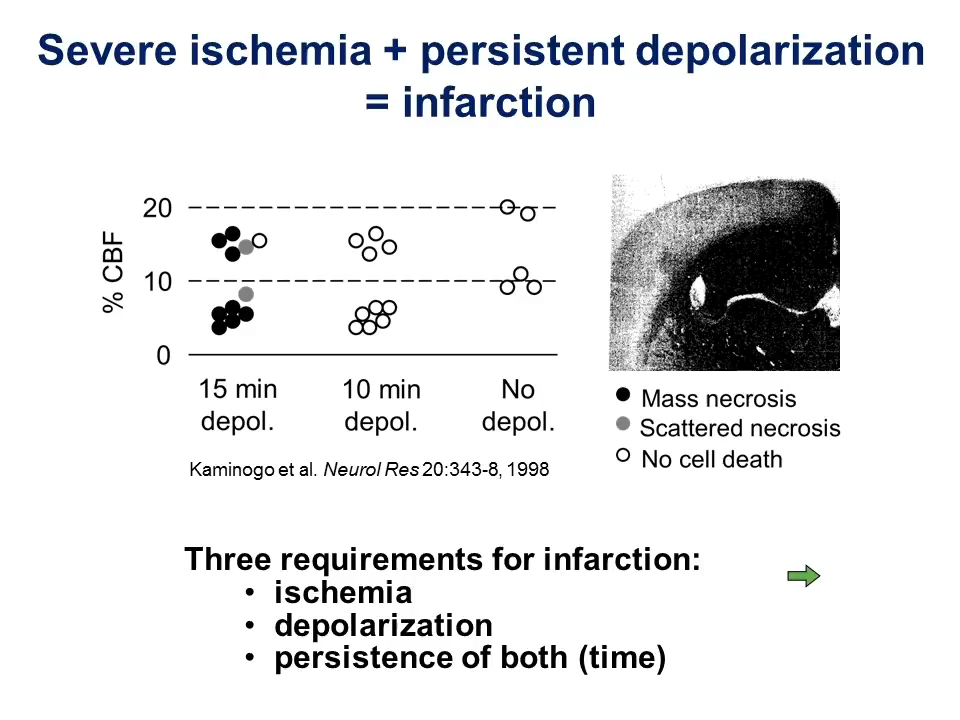 Severe ischemia + persistent depolarization
= infarction
20
10
0
% CBF
15 min
depol.
10 min
depol.
No
depol.
Mass necrosis
Scattered necrosis
No cell death
Kaminogo et al. Neurol Res 20:343-8, 1998
Three requirements for infarction:
• ischemia
• depolarization
• persistence of both (time)